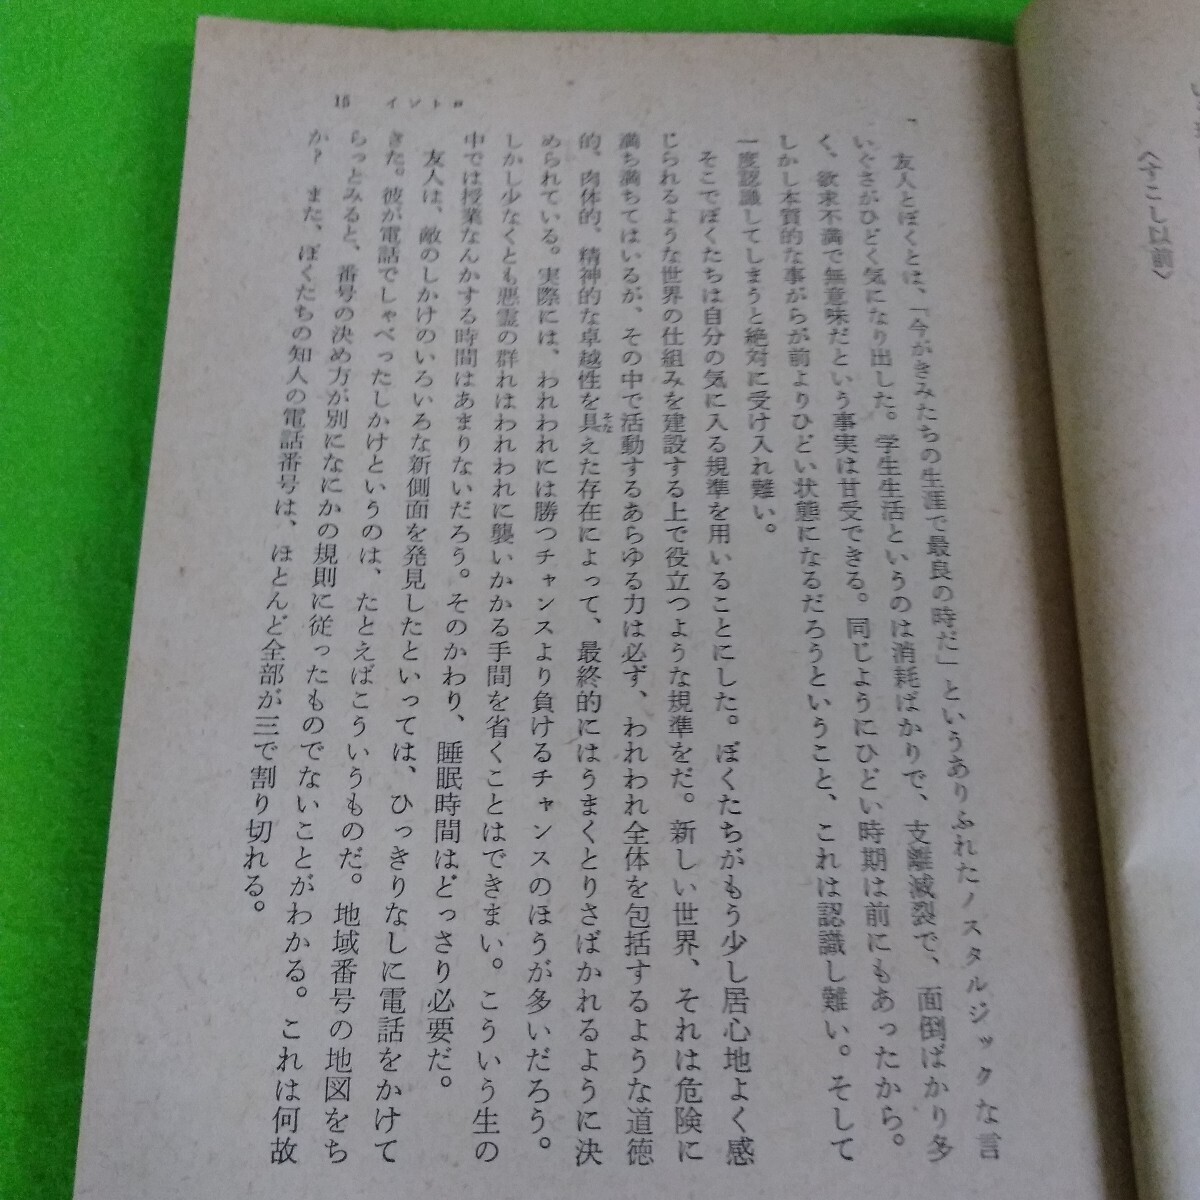 〈すこし以前〉
15 イントロ
友人とぼくとは、「今がきみたちの生涯で最良の時だ」というありふれたノスタルジックな言
いぐさがひどく気になり出した。学生生活というのは消耗ばかりで、支離滅裂で、面倒ばかり多
く、欲求不満で無意味だという事実は甘受できる。同じようにひどい時期は前にもあったから。
しかし本質的な事がらが前よりひどい状態になるだろうということ、これは認識し難い。そして
一度認識してしまうと絶対に受け入れ難い。
そこでぼくたちは自分の気に入る規準を用いることにした。ぼくたちがもう少し居心地よく感
じられるような世界の仕組みを建設する上で役立つような規準をだ。新しい世界、それは危険に
満ち満ちてはいるが、その中で活動するあらゆる力は必ず、われわれ全体を包括するような道徳
的、肉体的、精神的な卓越性を具えた存在によって、最終的にはうまくとりさばかれるように決
められている。実際には、われわれには勝つチャンスより負けるチャンスのほうが多いだろう。
しかし少なくとも悪霊の群れはわれわれに襲いかかる手間を省くことはできまい。こういう生の
中では授業なんかする時間はあまりないだろう。そのかわり、睡眠時間はどっさり必要だ。
友人は、敵のしかけのいろいろな新側面を発見したといっては、ひっきりなしに電話をかけて
きた。彼が電話でしゃべったしかけというのは、たとえばこういうものだ。地域番号の地図をち
らっとみると、番号の決め方が別になにかの規則に従ったものでないことがわかる。これは何故
か？ また、ぼくたちの知人の電話番号は、ほとんど全部が三で割り切れる。